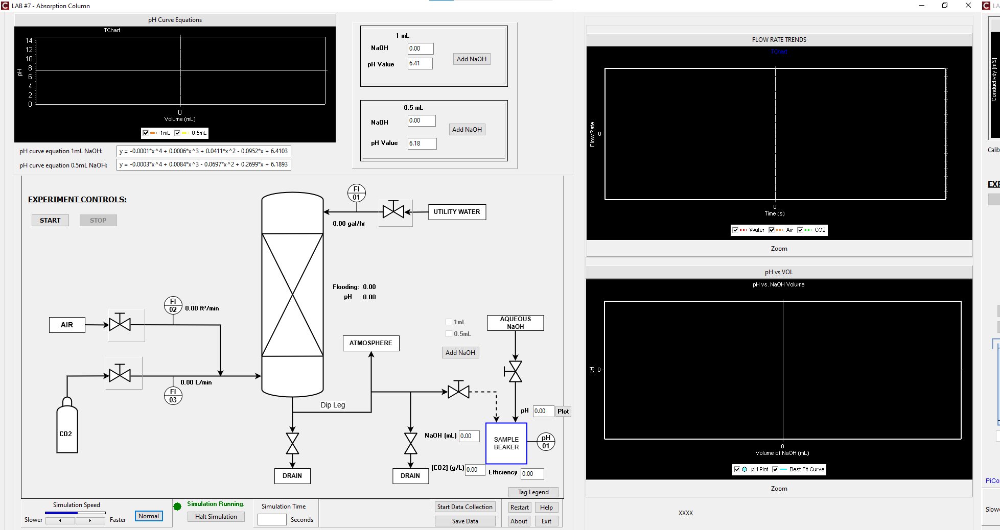 LAB #7 - Absorption Column
LA
pH Curve Equations
TChart
14
12
10
8
6
4
2
0
pH
0
Volume (mL)
1mL 0.5mL
pH curve equation 1mL NaOH: y = -0.0001*x^4 + 0.0006*x^3 + 0.0411*x^2 - 0.0952*x + 6.4103
pH curve equation 0.5mL NaOH: y = -0.0003*x^4 + 0.0084*x^3 - 0.0697*x^2 + 0.2699*x + 6.1893
1 mL
NaOH 0.00
Add NaOH
pH Value 6.41
0.5 mL
NaOH 0.00
Add NaOH
pH Value 6.18
EXPERIMENT CONTROLS:
START STOP
FI
01
UTILITY WATER
0.00 gal/hr
Flooding: 0.00
pH 0.00
FI
02
0.00 ft³/min
AIR
0.00 L/min
FI
03
CO2
ATMOSPHERE
Dip Leg
1mL
0.5mL
Add NaOH
AQUEOUS
NaOH
pH 0.00 Plot
NaOH (mL) 0.00
SAMPLE
BEAKER
pH
01
[CO2] (g/L) 0.00
Efficiency 0.00
DRAIN
DRAIN
Tag Legend
Simulation Speed
Slower Faster
Normal
Simulation Running.
Halt Simulation
Simulation Time
Seconds
Start Data Collection
Save Data
Restart Help
About Exit
FLOW RATE TRENDS
TChart
Flow Rate
0
0
Time (s)
Water Air CO2
Zoom
pH vs VOL
pH vs. NaOH Volume
pH
0
0
Volume of NaOH (mL)
pH Plot Best Fit Curve
Zoom
XXXX
Conductivity [mS]
Calib
EXP
PiCo
Slowe